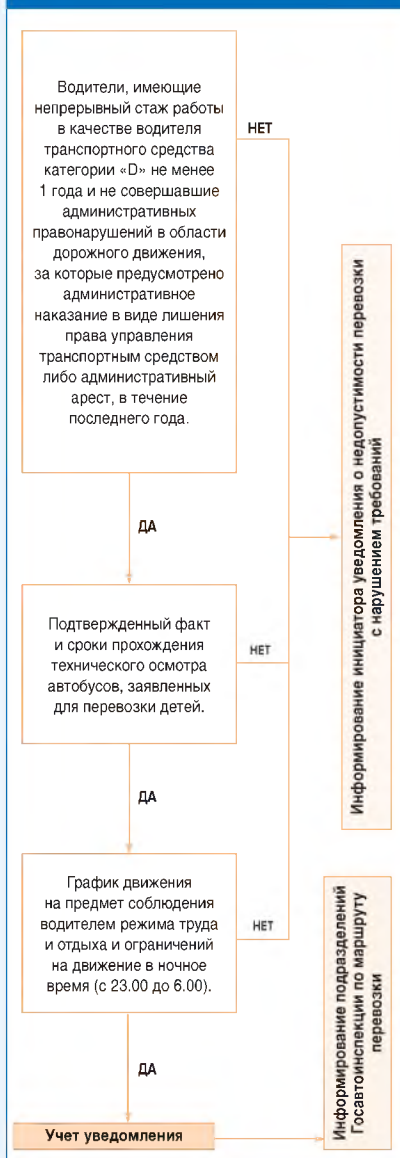 Водители, имеющие
непрерывный стаж работы
в качестве водителя
транспортного средства
категории «D» не менее
1 года и не совершавшие
административных
правонарушений в области
дорожного движения,
за которые предусмотрено
административное
наказание в виде лишения
права управления
транспортным средством
либо административный
арест, в течение
последнего года.
НЕТ
ДА
Подтвержденный факт
и сроки прохождения
технического осмотра
автобусов, заявленных
для перевозки детей.
НЕТ
ДА
График движения
на предмет соблюдения
водителем режима труда
и отдыха и ограничений
на движение в ночное
время (с 23.00 до 6.00).
НЕТ
ДА
Учет уведомления
Информирование инициатора уведомления о недопустимости перевозки
с нарушением требований
Информирование подразделений
Госавтоинспекции по маршруту
перевозки